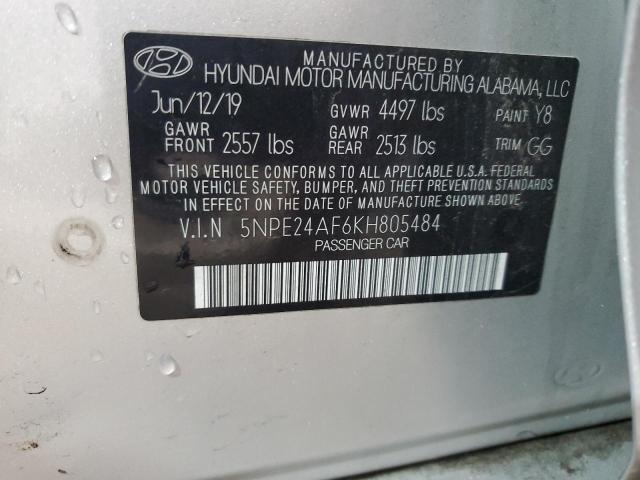 MANUFACTURED BY
HYUNDAI MOTOR MANUFACTURING ALABAMA, LLC
Jun/12/19 GVWR 4497 lbs PAINT Y8
GAWR FRONT 2557 lbs GAWR REAR 2513 lbs TRIM GG
THIS VEHICLE CONFORMS TO ALL APPLICABLE U.S.A. FEDERAL
MOTOR VEHICLE SAFETY, BUMPER, AND THEFT PREVENTION STANDARDS
IN EFFECT ON THE DATE OF MANUFACTURE SHOWN ABOVE.
V.I.N 5NPE24AF6KH805484
PASSENGER CAR